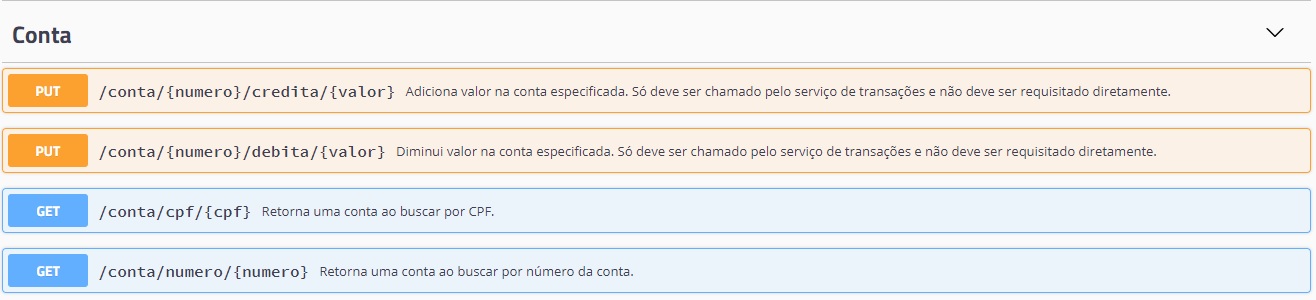 Conta
PUT /conta/{numero}/credita/{valor} Adiciona valor na conta especificada. Só deve ser chamado pelo serviço de transações e não deve ser requisitado diretamente.
PUT /conta/{numero}/debita/{valor} Diminui valor na conta especificada. Só deve ser chamado pelo serviço de transações e não deve ser requisitado diretamente.
GET /conta/cpf/{cpf} Retorna uma conta ao buscar por CPF.
GET /conta/numero/{numero} Retorna uma conta ao buscar por número da conta.